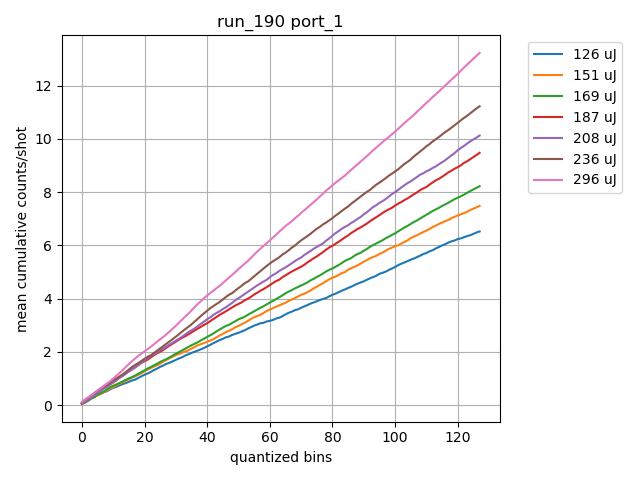 run_190 port_1
126 uJ
151 uJ
169 uJ
187 uJ
208 uJ
236 uJ
296 uJ
mean cumulative counts/shot
12
10
8
6
4
2
0
0 20 40 60 80 100 120
quantized bins